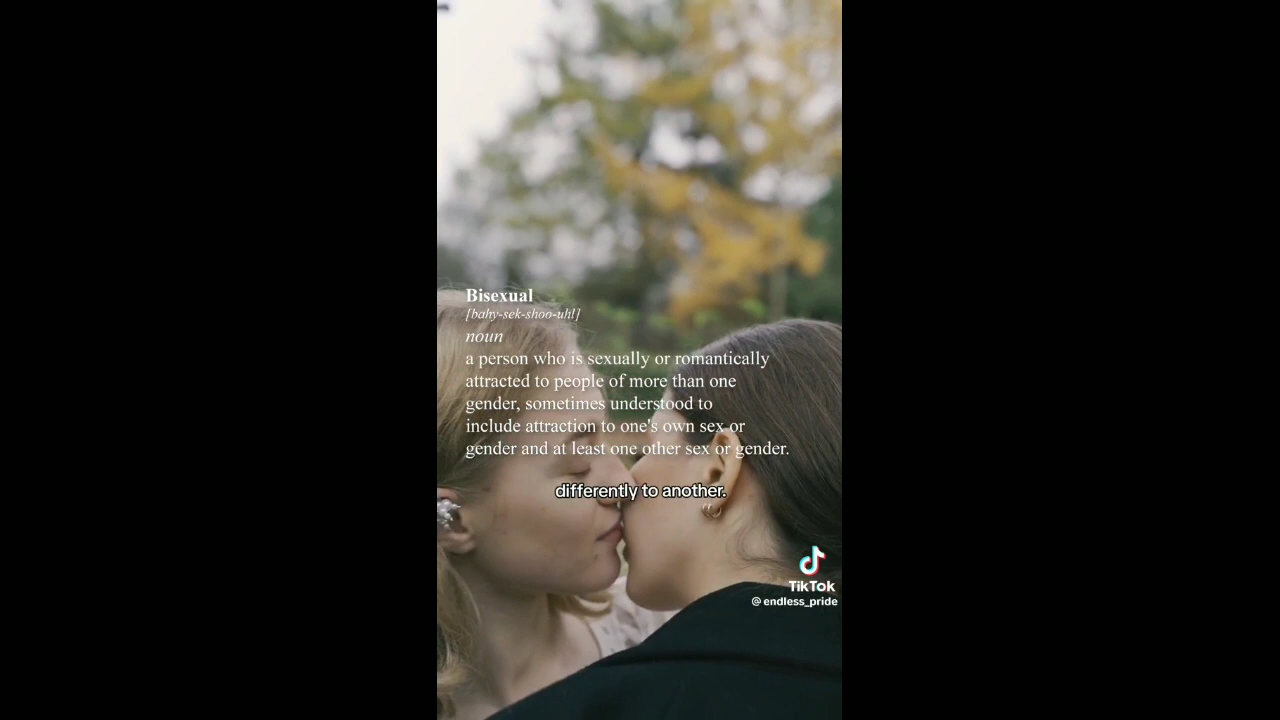 Bisexual
[bahy-sek-shoo-uhl]
noun
a person who is sexually or romantically
attracted to people of more than one
gender, sometimes understood to
include attraction to one's own sex or
gender and at least one other sex or gender.
differently to another.
TikTok
@endless_pride